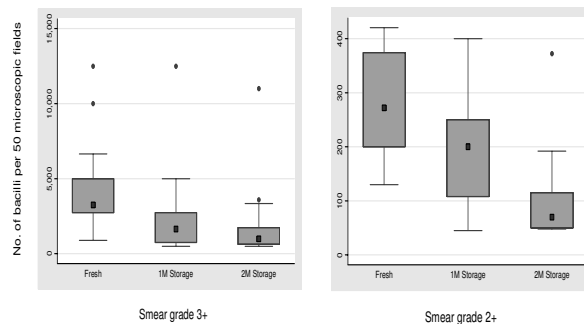 No. of bacilli per 50 microscopic fields
15.000
10.000
5.000
0
Fresh 1M Storage 2M Storage
Smear grade 3+
400
300
200
100
0
Fresh 1M Storage 2M Storage
Smear grade 2+